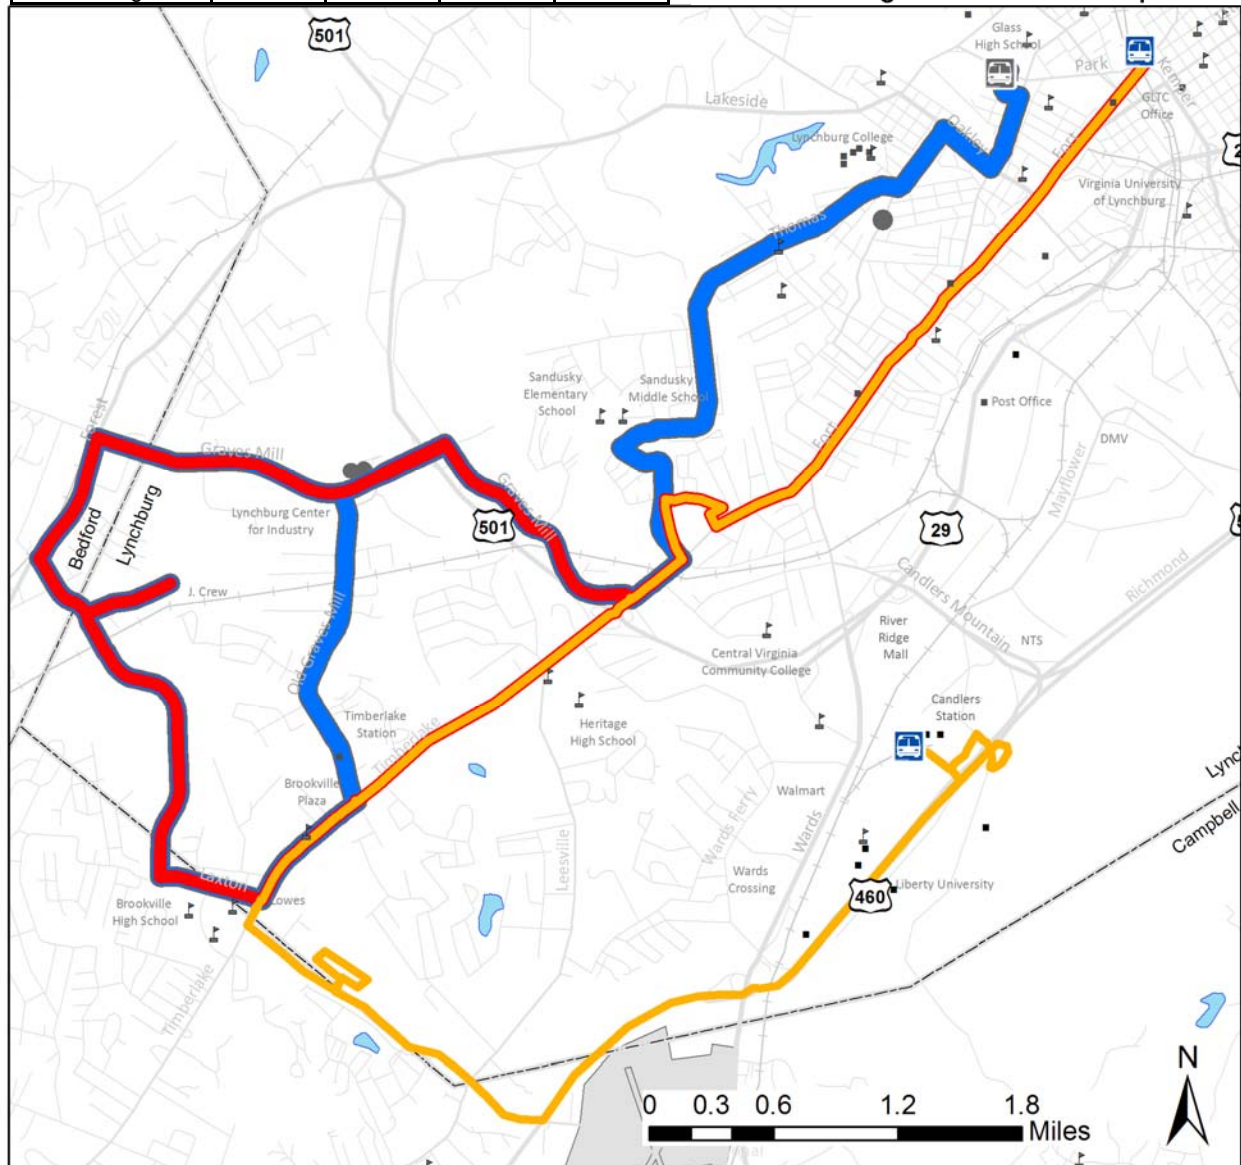 501
Glass
High School
Park
Kemper
Lakeside
GLTC
Office
Oakley
Lynchburg College
Fort
Virginia University
of Lynchburg
Thomas
Sandusky
Elementary
School
Sandusky
Middle School
Post Office
Forest
Graves Mill
Fort
DMV
Mayflower
Lynchburg Center
for Industry
Graves Mill
501
29
Bedford
Lynchburg
J. Crew
Candlers Mountain
Richmond
Old Graves Mill
River
Ridge
Mall
NTS
Central Virginia
Community College
Candlers
Station
Timberlake
Station
Heritage
High School
Timberlake
Brookville
Plaza
Walmart
Wards Ferry
Wards
Campbell
Leesville
Wards
Crossing
Laxton
Lowes
Liberty University
460
Brookville
High School
Timberlake
N
0 0.3 0.6 1.2 1.8
Miles